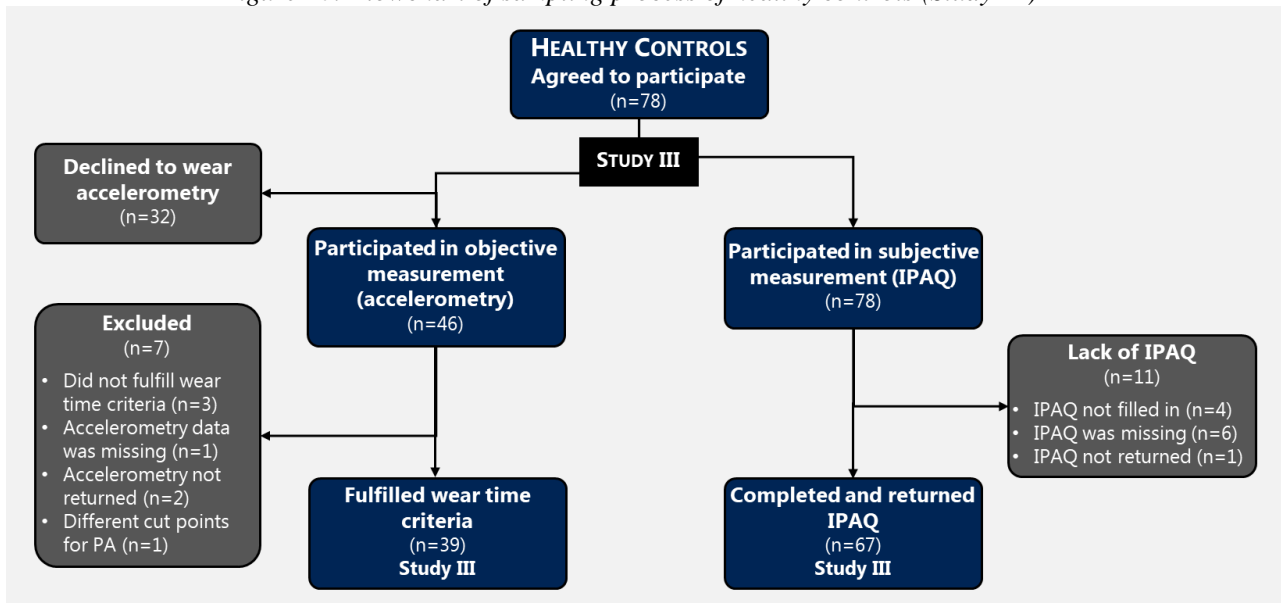 HEALTHY CONTROLS
Agreed to participate
(n=78)
STUDY III
Declined to wear
accelerometry
(n=32)
Participated in objective
measurement
(accelerometry)
(n=46)
Participated in subjective
measurement (IPAQ)
(n=78)
Excluded
(n=7)
• Did not fulfill wear
time criteria (n=3)
• Accelerometry data
was missing (n=1)
• Accelerometry not
returned (n=2)
• Different cut points
for PA (n=1)
Lack of IPAQ
(n=11)
• IPAQ not filled in (n=4)
• IPAQ was missing (n=6)
• IPAQ not returned (n=1)
Fulfilled wear time
criteria
(n=39)
Study III
Completed and returned
IPAQ
(n=67)
Study III